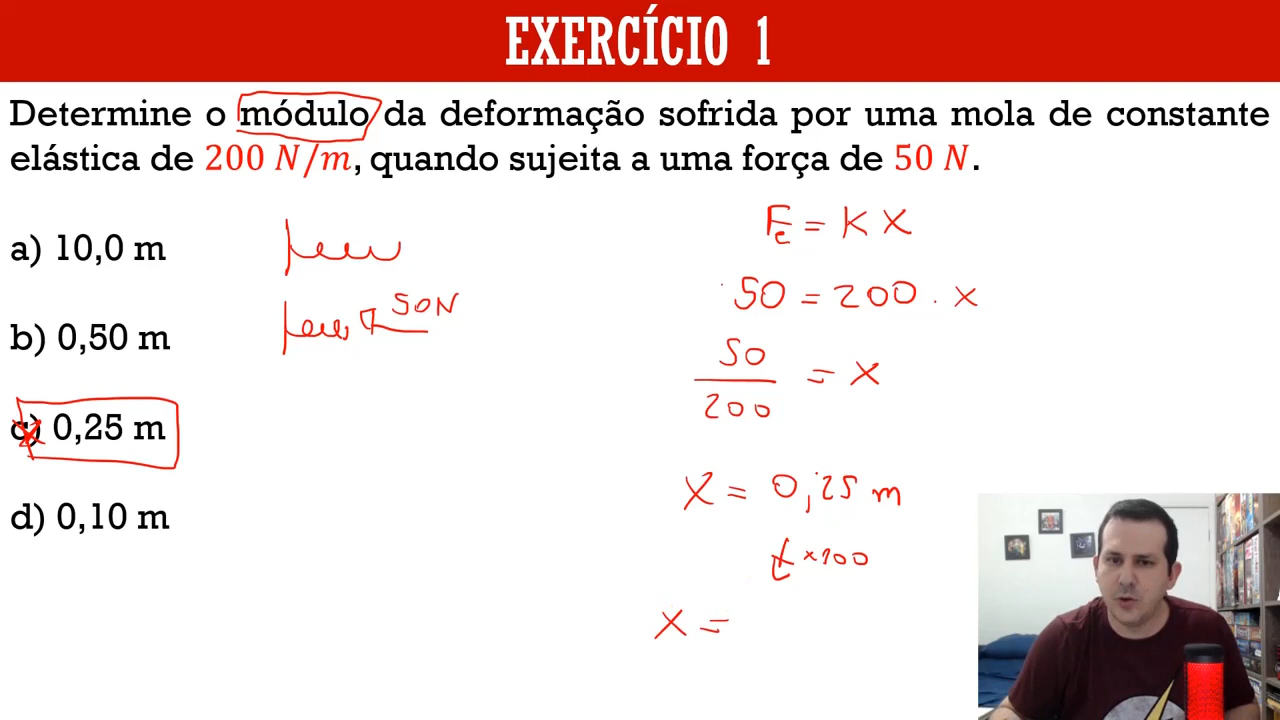 EXERCÍCIO 1
Determine o módulo da deformação sofrida por uma mola de constante
elástica de 200 N/m, quando sujeita a uma força de 50 N.
a) 10,0 m
b) 0,50 m
c) 0,25 m
d) 0,10 m
50N
Fe = K X
50 = 200 . x
50/200 = x
X = 0,25 m
×100
X =